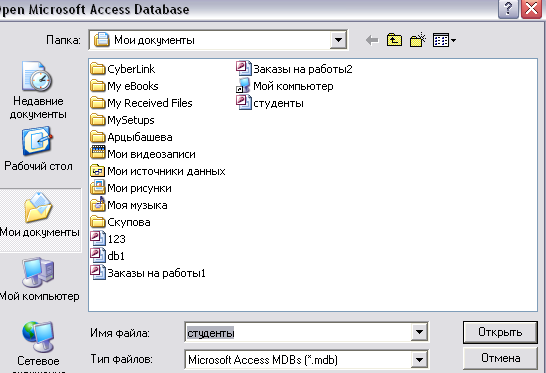 Open Microsoft Access Database
Папка:
Мои документы
Недавние
документы
Рабочий стол
Мои документы
Мой компьютер
Сетевое
CyberLink
My eBooks
My Received Files
MySetups
Арцыбашева
Мои видеозаписи
Мои источники данных
Мои рисунки
Моя музыка
Скупова
123
db1
Заказы на работы1
Заказы на работы2
Мой компьютер
студенты
Имя файла:
студенты
Открыть
Тип файлов:
Microsoft Access MDBs (*.mdb)
Отмена